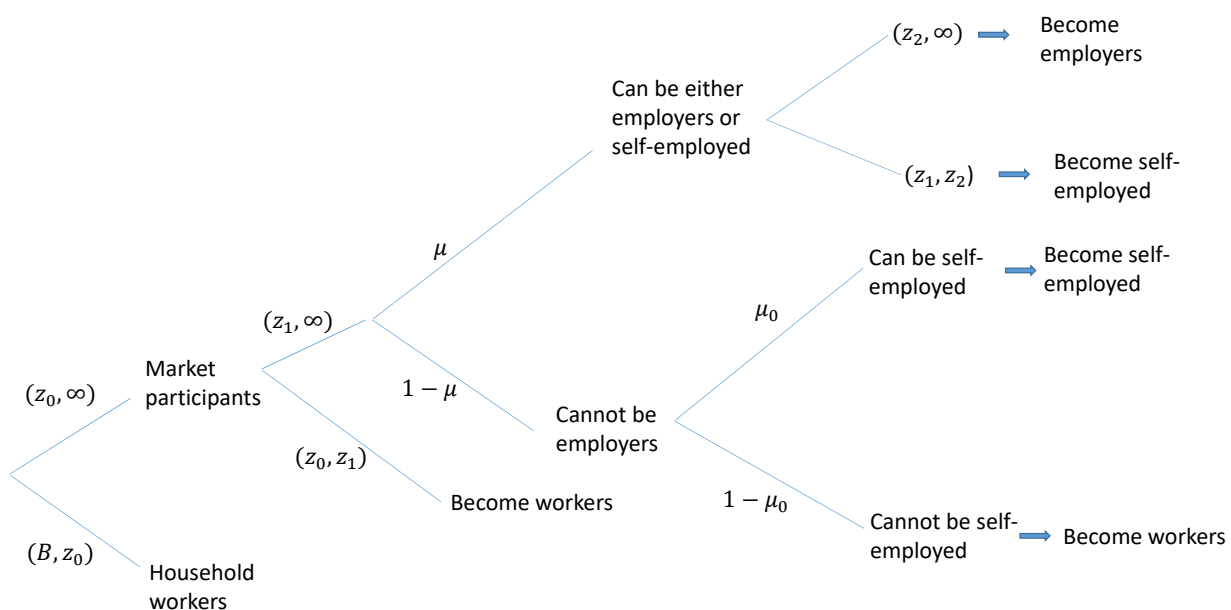 (z₂, ∞)
Become
employers
Can be either
employers or
self-employed
(z₁, z₂)
Become self-
employed
μ
Can be self-
employed
Become self-
employed
μ₀
(z₁, ∞)
Market
participants
(z₀, ∞)
1 − μ
Cannot be
employers
(z₀, z₁)
Become workers
1 − μ₀
Cannot be self-
employed
Become workers
(B, z₀)
Household
workers